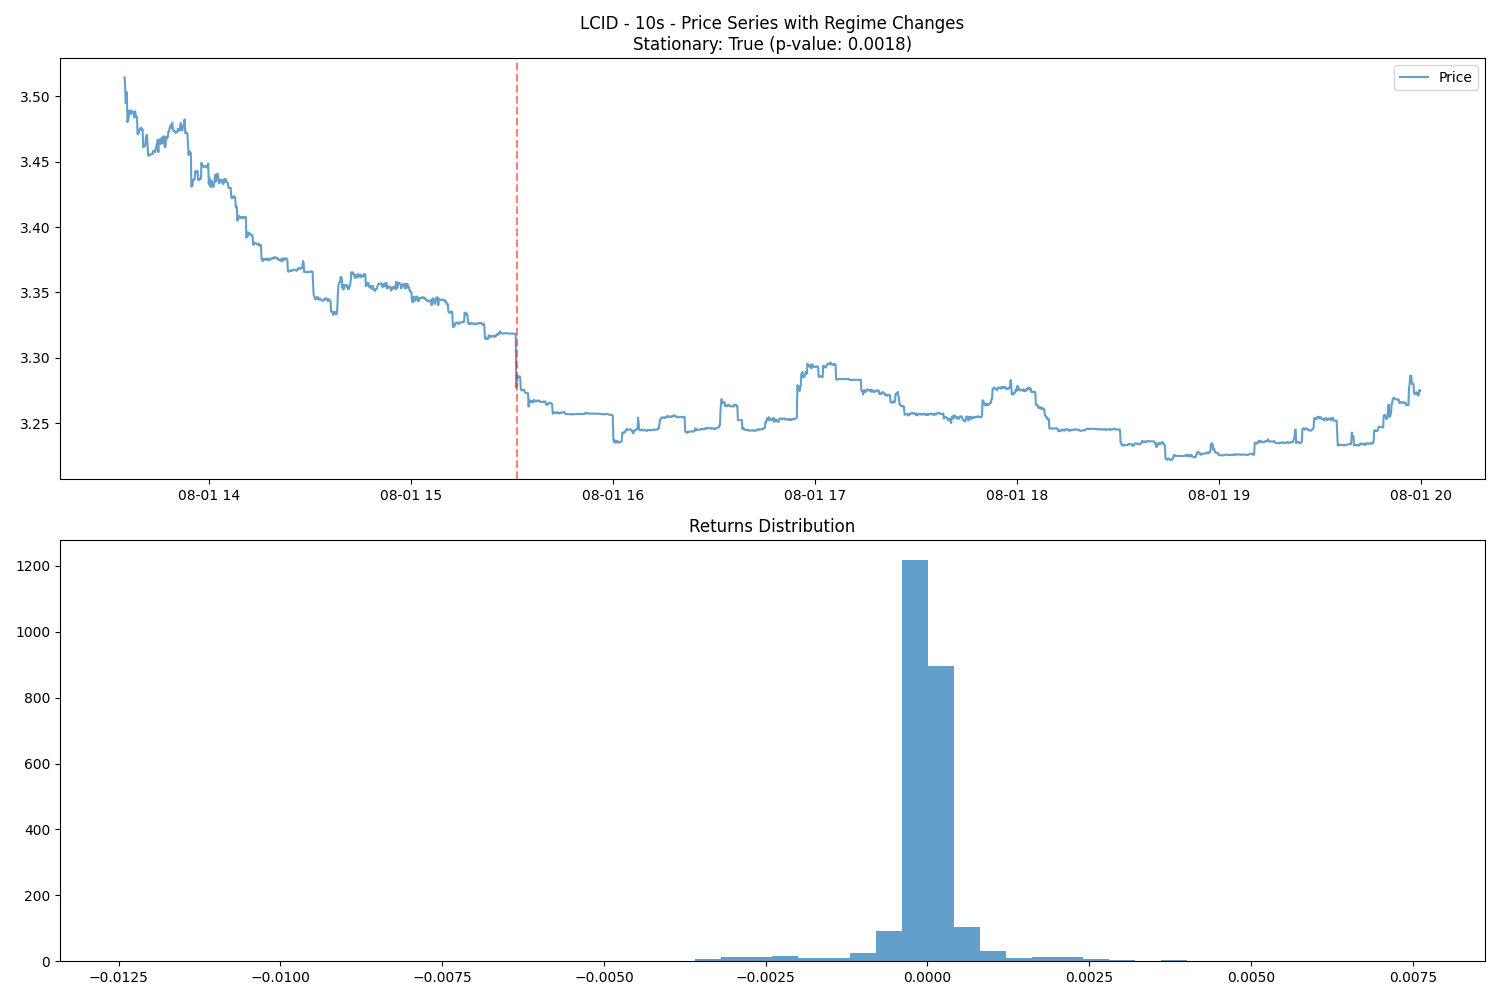 LCID - 10s - Price Series with Regime Changes
Stationary: True (p-value: 0.0018)
Price
3.50
3.45
3.40
3.35
3.30
3.25
08-01 14 08-01 15 08-01 16 08-01 17 08-01 18 08-01 19 08-01 20
Returns Distribution
1200
1000
800
600
400
200
0
−0.0125 −0.0100 −0.0075 −0.0050 −0.0025 0.0000 0.0025 0.0050 0.0075